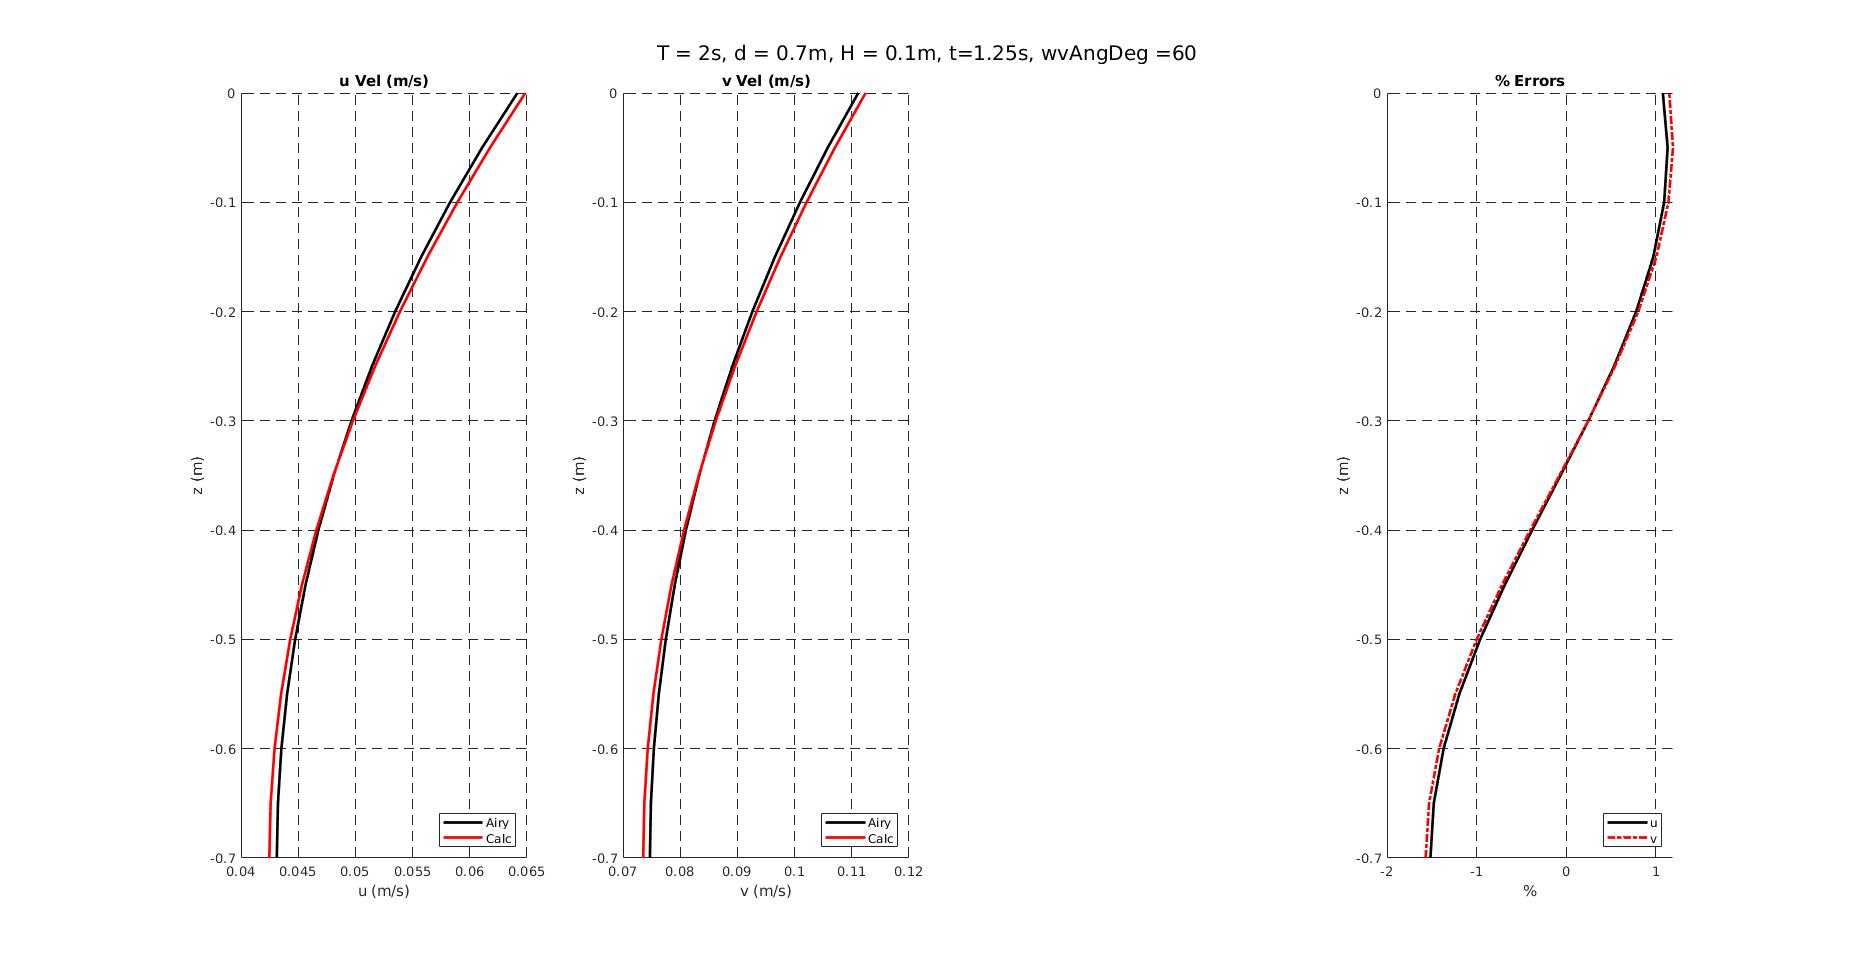 T = 2s, d = 0.7m, H = 0.1m, t=1.25s, wvAngDeg =60
u Vel (m/s)
0
-0.1
-0.2
-0.3
-0.4
-0.5
-0.6
-0.7
z (m)
0.04 0.045 0.05 0.055 0.06 0.065
u (m/s)
Airy
Calc
v Vel (m/s)
0
-0.1
-0.2
-0.3
-0.4
-0.5
-0.6
-0.7
z (m)
0.07 0.08 0.09 0.1 0.11 0.12
v (m/s)
Airy
Calc
% Errors
0
-0.1
-0.2
-0.3
-0.4
-0.5
-0.6
-0.7
z (m)
-2 -1 0 1
%
u
v